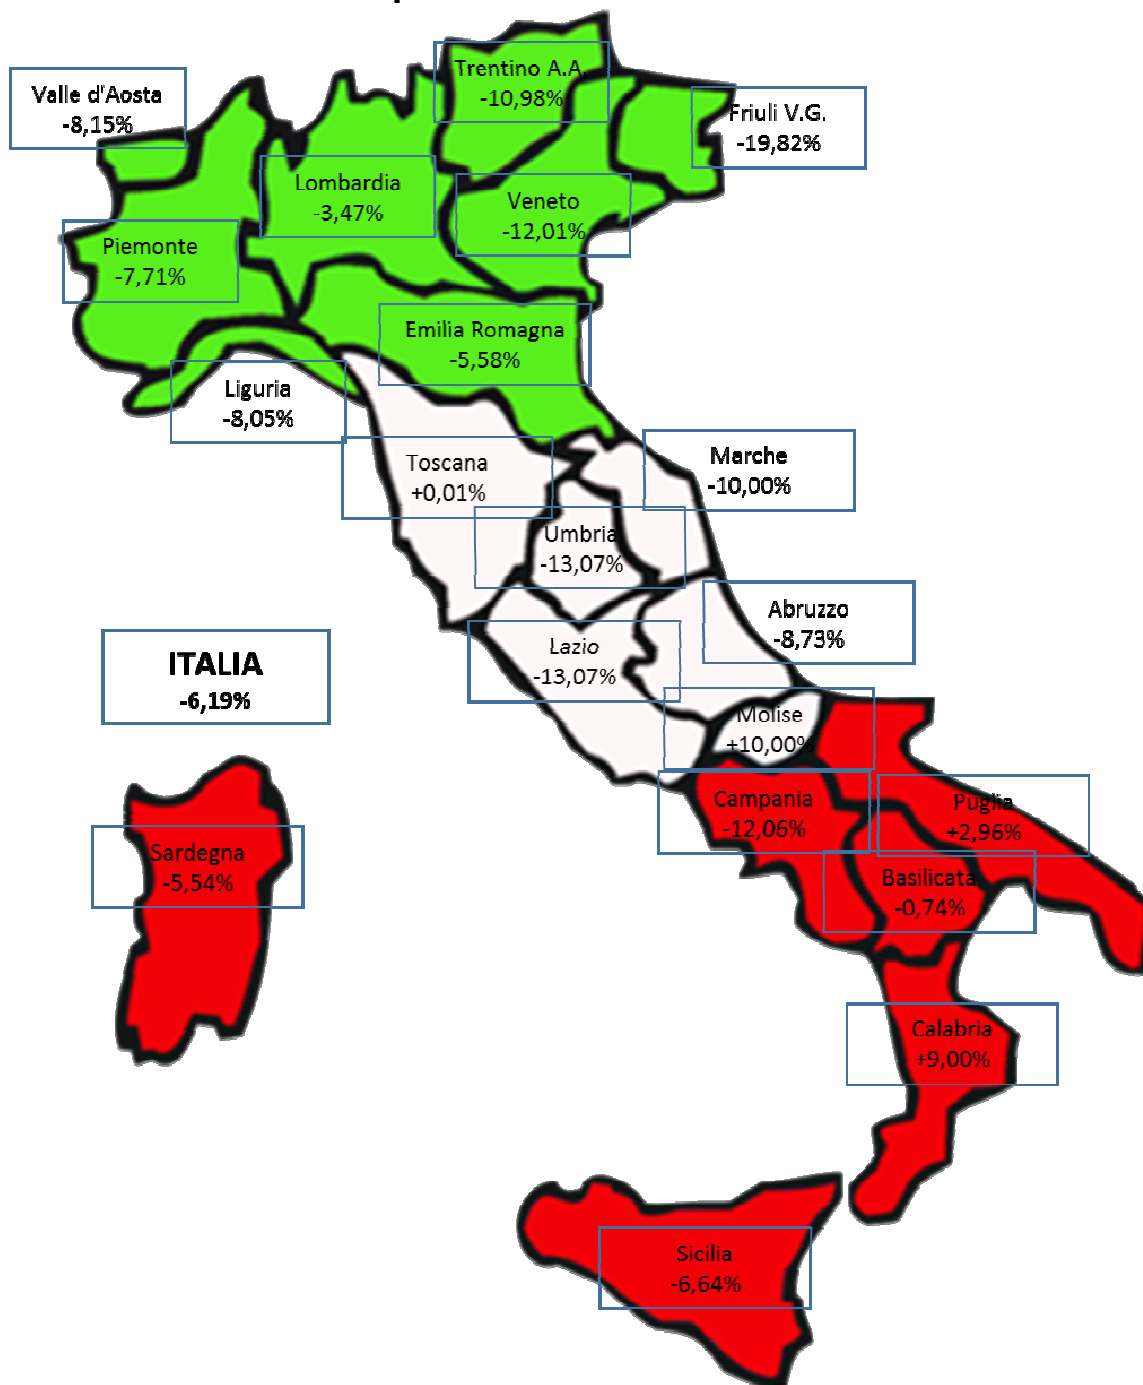 Trentino A.A.
-10,98%
Valle d'Aosta
-8,15%
Friuli V.G.
-19,82%
Lombardia
-3,47%
Veneto
-12,01%
Piemonte
-7,71%
Emilia Romagna
-5,58%
Liguria
-8,05%
Toscana
+0,01%
Marche
-10,00%
Umbria
-13,07%
Abruzzo
-8,73%
Lazio
-13,07%
ITALIA
-6,19%
Molise
+10,00%
Campania
-12,06%
Puglia
+2,96%
Sardegna
-5,54%
Basilicata
-0,74%
Calabria
+9,00%
Sicilia
-6,64%